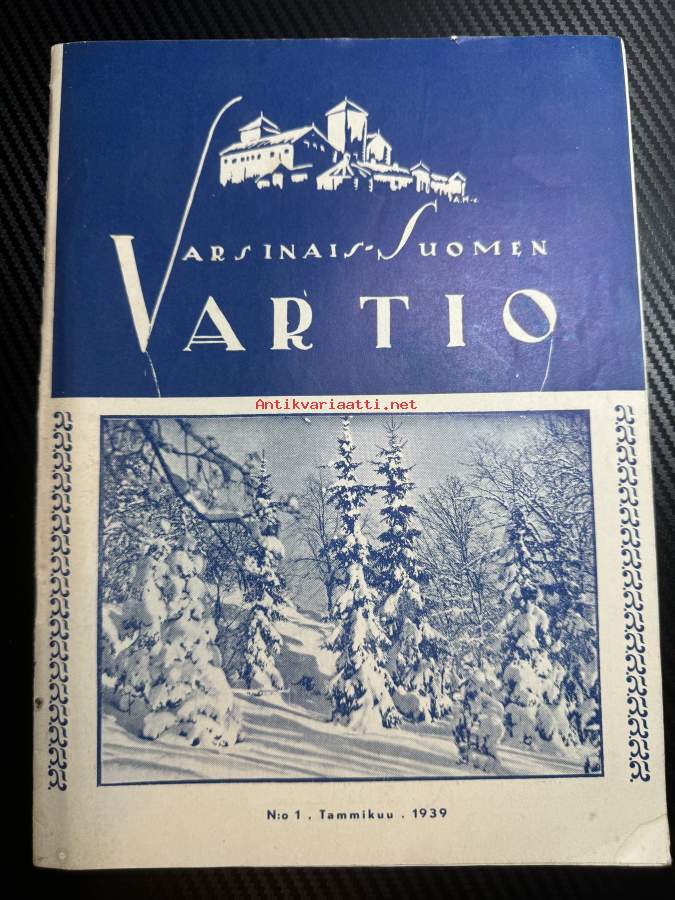 VARSINAIS-SUOMEN
VARTIO
Antikvariaatti.net
N:o 1 . Tammikuu . 1939